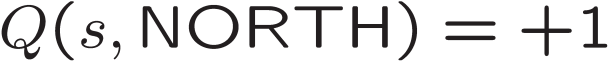 Q(s, NORTH) = +1